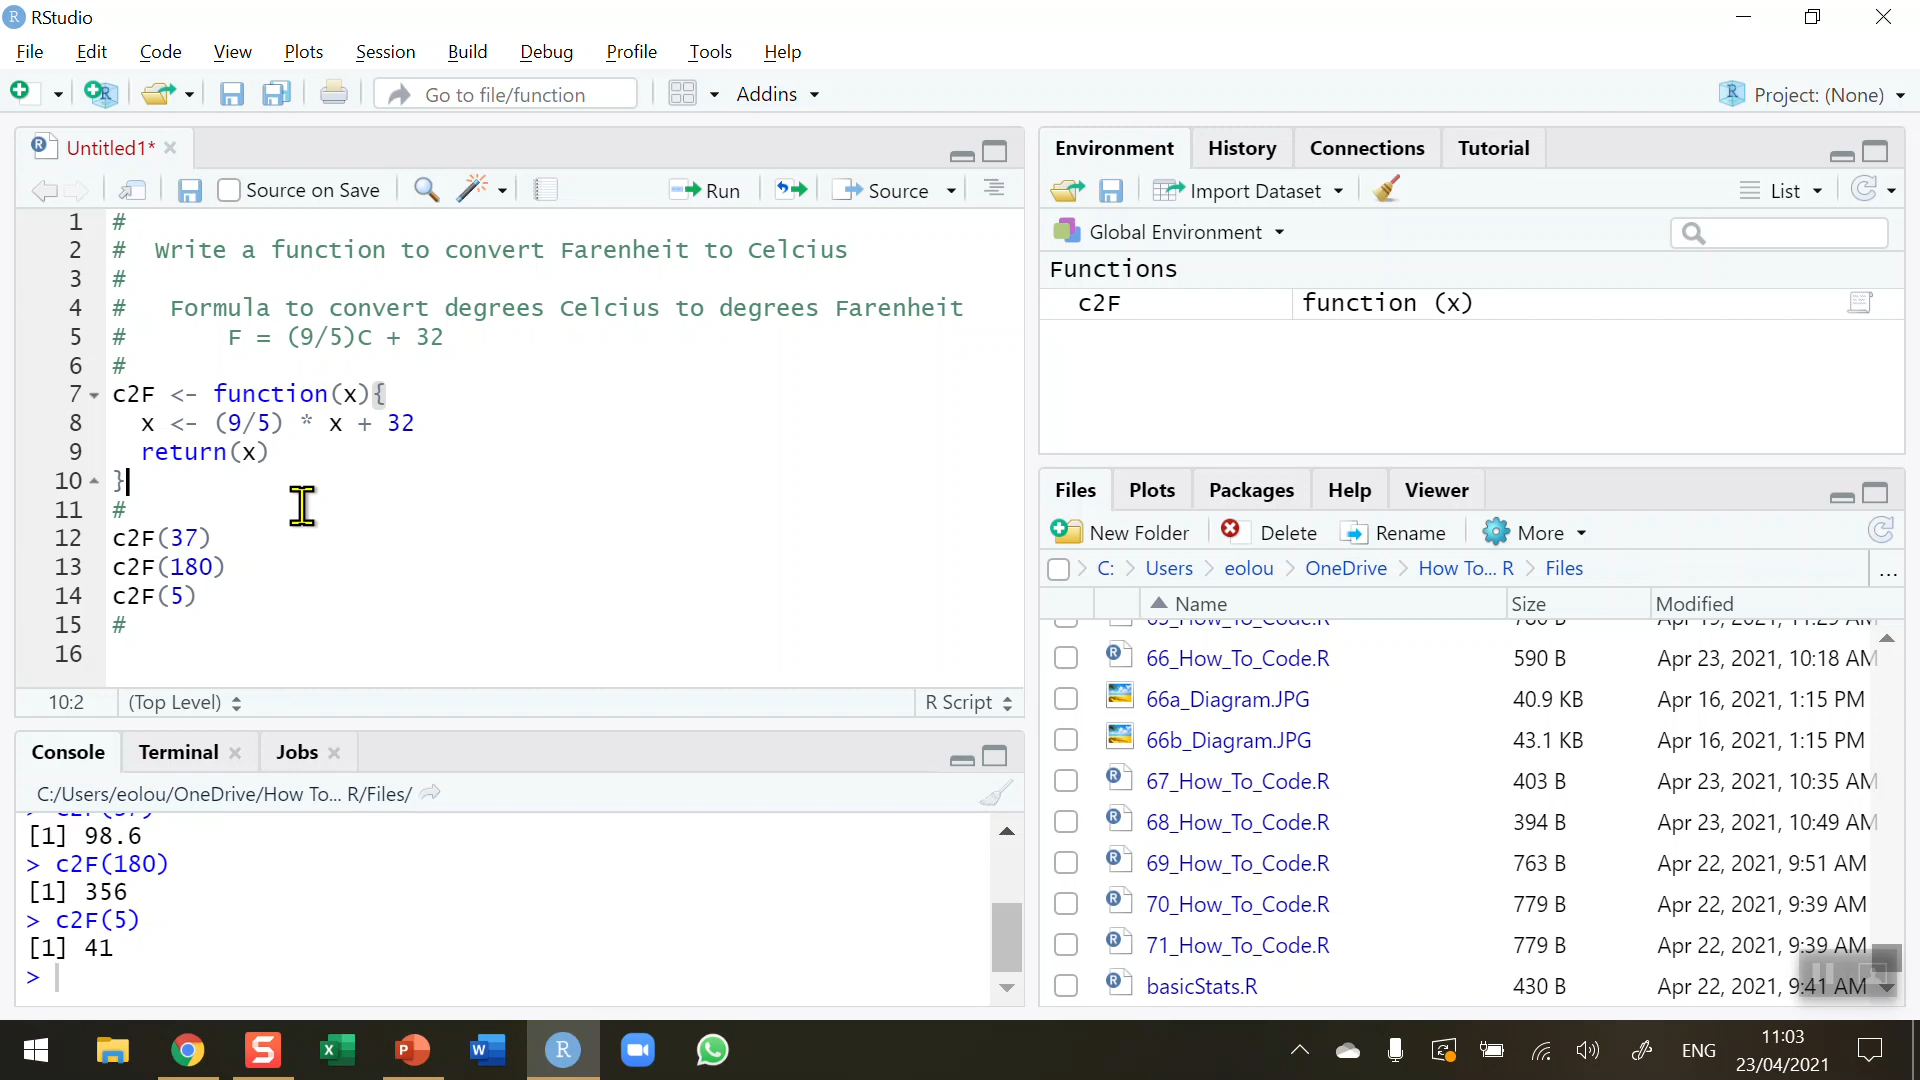 RStudio
File Edit Code View Plots Session Build Debug Profile Tools Help
Go to file/function Addins Project: (None)
Untitled1*
Source on Save Run Source
1 #
2 # Write a function to convert Farenheit to Celcius
3 #
4 # Formula to convert degrees Celcius to degrees Farenheit
5 # F = (9/5)C + 32
6 #
7 c2F <- function(x){
8 x <- (9/5) * x + 32
9 return(x)
10 }
11 #
12 c2F(37)
13 c2F(180)
14 c2F(5)
15 #
16
10:2 (Top Level) R Script
Console Terminal Jobs
C:/Users/eolou/OneDrive/How To... R/Files/
> c2F(37)
[1] 98.6
> c2F(180)
[1] 356
> c2F(5)
[1] 41
>
Environment History Connections Tutorial
Import Dataset List
Global Environment
Functions
c2F function (x)
Files Plots Packages Help Viewer
New Folder Delete Rename More
C: Users eolou OneDrive How To... R Files ...
Name Size Modified
66_How_To_Code.R 590 B Apr 23, 2021, 10:18 AM
66a_Diagram.JPG 40.9 KB Apr 16, 2021, 1:15 PM
66b_Diagram.JPG 43.1 KB Apr 16, 2021, 1:15 PM
67_How_To_Code.R 403 B Apr 23, 2021, 10:35 AM
68_How_To_Code.R 394 B Apr 23, 2021, 10:49 AM
69_How_To_Code.R 763 B Apr 22, 2021, 9:51 AM
70_How_To_Code.R 779 B Apr 22, 2021, 9:39 AM
71_How_To_Code.R 779 B Apr 22, 2021, 9:39 AM
basicStats.R 430 B Apr 22, 2021, 9:41 AM
ENG
11:03
23/04/2021